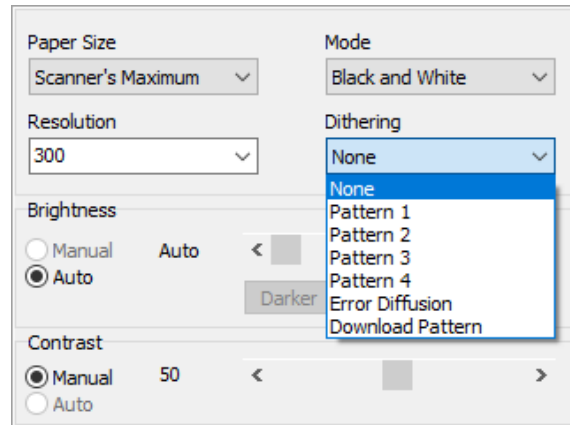 Paper Size
Mode
Scanner's Maximum
Black and White
Resolution
Dithering
300
None
None
Pattern 1
Pattern 2
Pattern 3
Pattern 4
Error Diffusion
Download Pattern
Brightness
Manual
Auto
Auto
Darker
Contrast
Manual
50
Auto